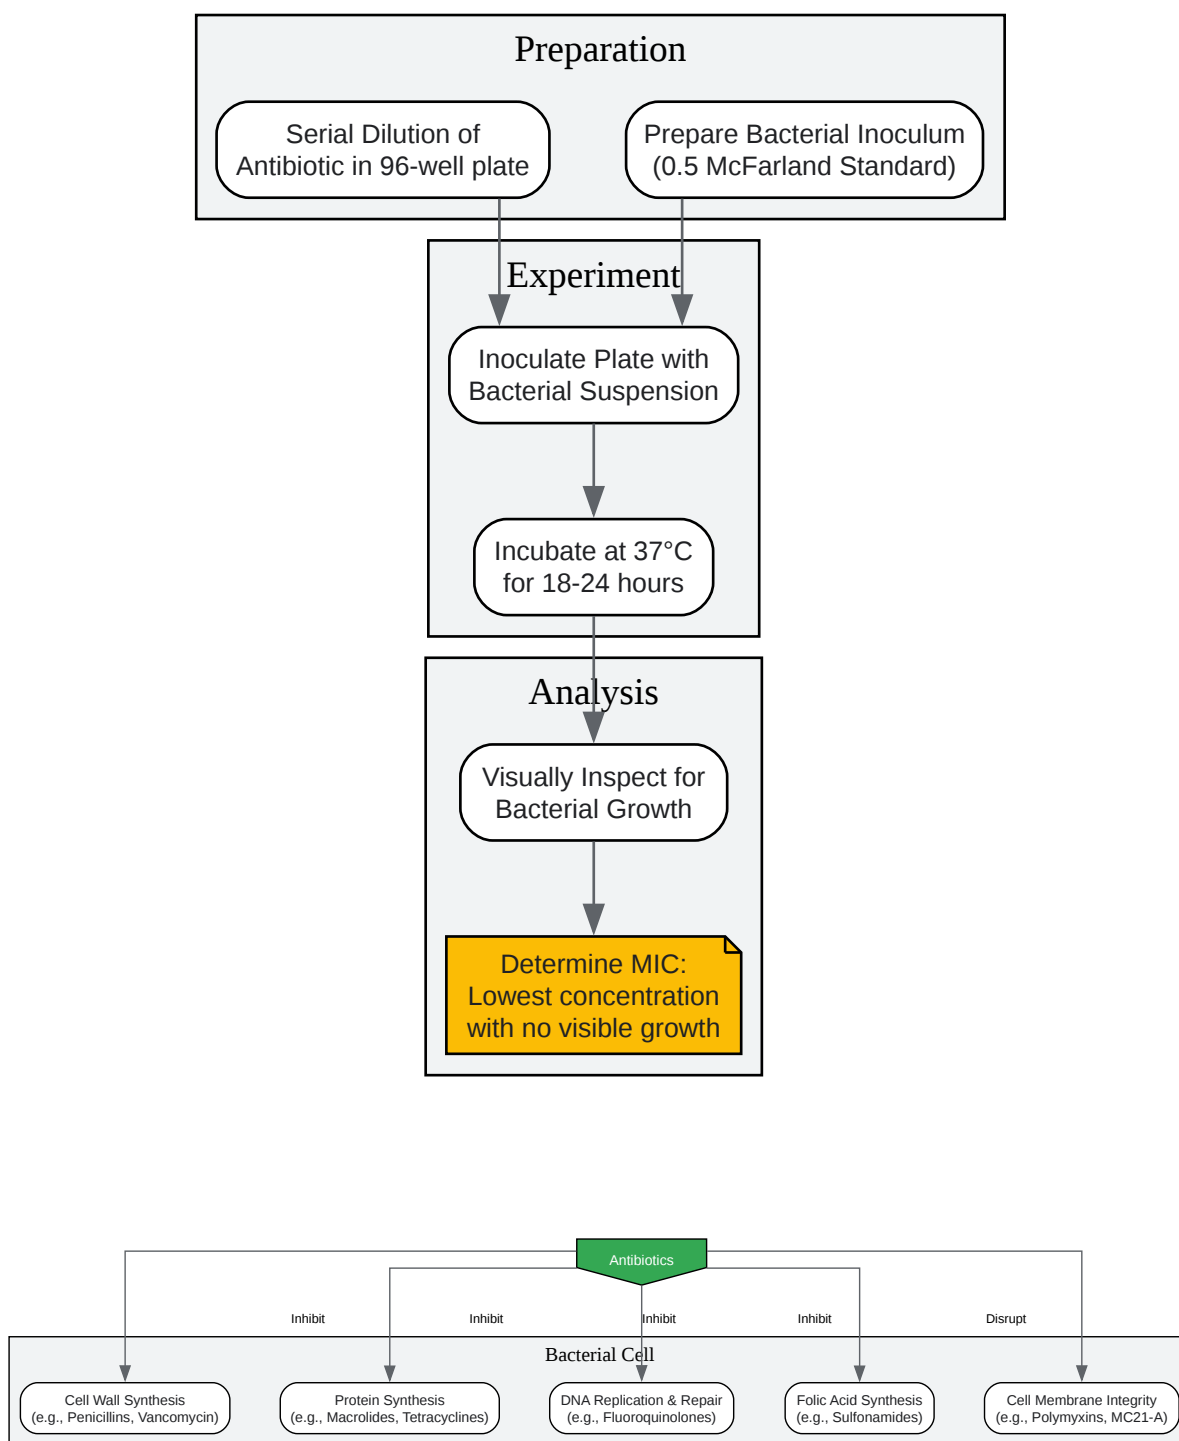 Preparation
Serial Dilution of
Antibiotic in 96-well plate
Prepare Bacterial Inoculum
(0.5 McFarland Standard)
Experiment
Inoculate Plate with
Bacterial Suspension
Incubate at 37°C
for 18-24 hours
Analysis
Visually Inspect for
Bacterial Growth
Determine MIC:
Lowest concentration
with no visible growth
Antibiotics
Inhibit
Inhibit
Inhibit
Inhibit
Disrupt
Bacterial Cell
Cell Wall Synthesis
(e.g., Penicillins, Vancomycin)
Protein Synthesis
(e.g., Macrolides, Tetracyclines)
DNA Replication & Repair
(e.g., Fluoroquinolones)
Folic Acid Synthesis
(e.g., Sulfonamides)
Cell Membrane Integrity
(e.g., Polymyxins, MC21-A)